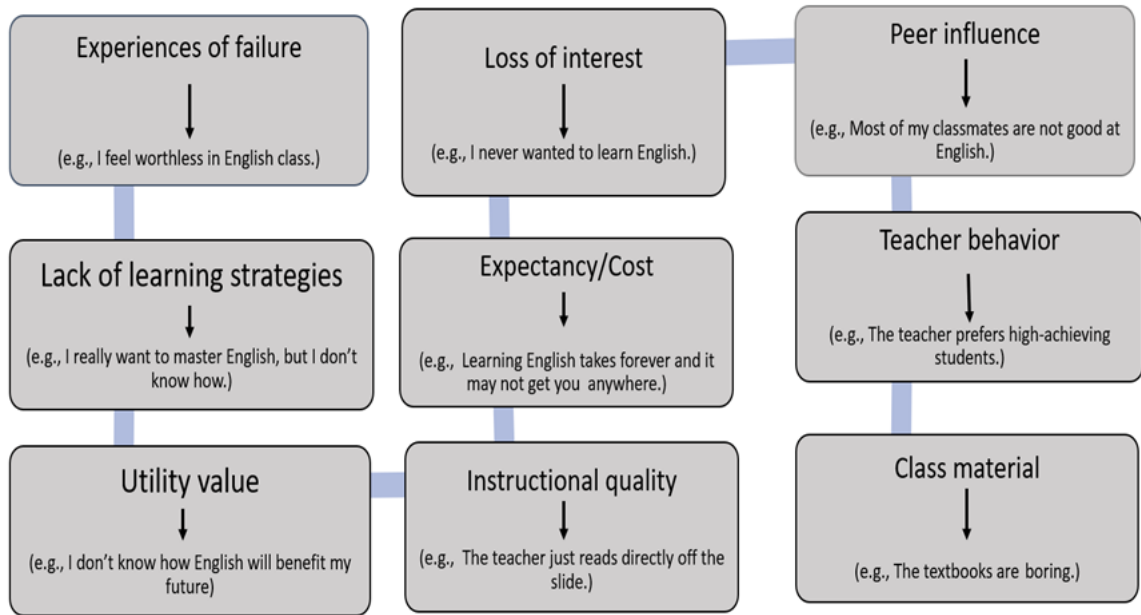 Experiences of failure
(e.g., I feel worthless in English class.)
Lack of learning strategies
(e.g., I really want to master English, but I don't
know how.)
Utility value
(e.g., I don't know how English will benefit my
future)
Instructional quality
(e.g., The teacher just reads directly off the
slide.)
Expectancy/Cost
(e.g., Learning English takes forever and it
may not get you anywhere.)
Loss of interest
(e.g., I never wanted to learn English.)
Peer influence
(e.g., Most of my classmates are not good at
English.)
Teacher behavior
(e.g., The teacher prefers high-achieving
students.)
Class material
(e.g., The textbooks are boring.)